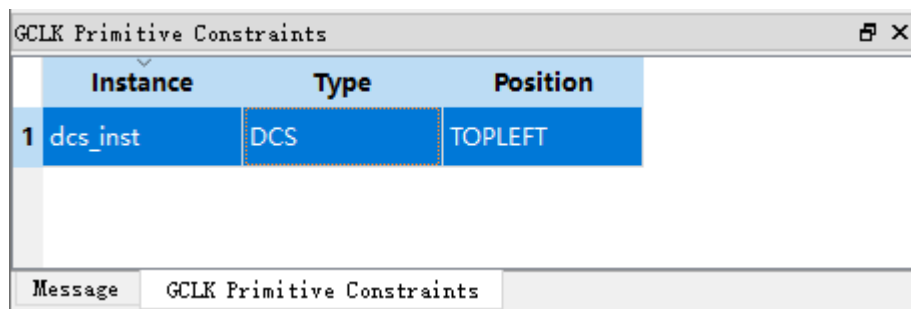 GCLK Primitive Constraints
Instance Type Position
1 dcs_inst DCS TOPLEFT
Message GCLK Primitive Constraints